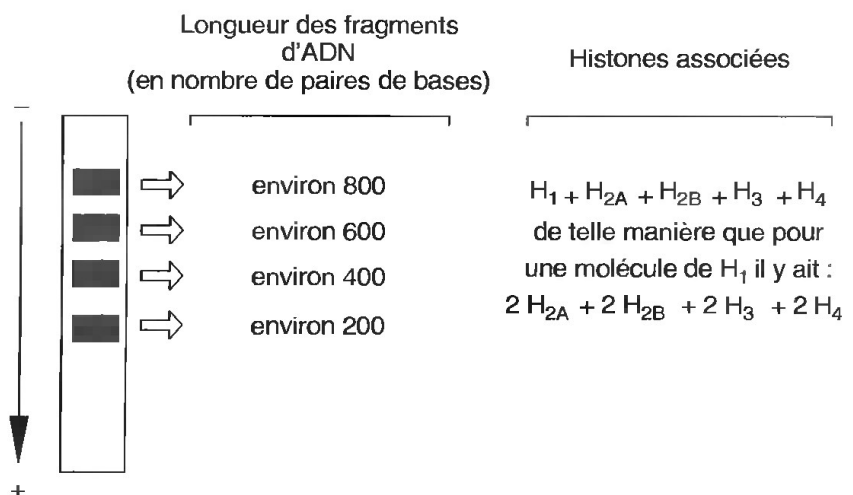 Longueur des fragments
d'ADN
(en nombre de paires de bases)
Histones associées
−
environ 800
environ 600
environ 400
environ 200
H₁ + H₂A + H₂B + H₃ + H₄
de telle manière que pour
une molécule de H₁ il y ait :
2 H₂A + 2 H₂B + 2 H₃ + 2 H₄
+